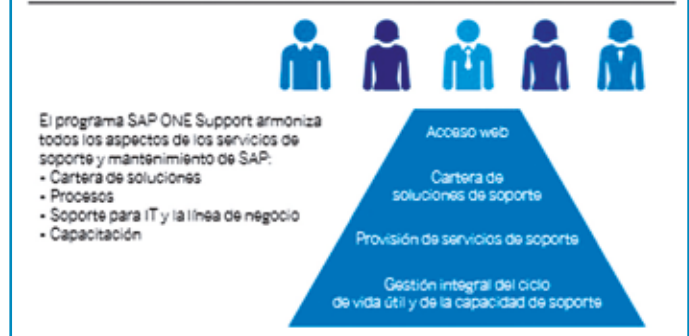 El programa SAP ONE Support armoniza
todos los aspectos de los servicios de
soporte y mantenimiento de SAP:
- Cartera de soluciones
- Procesos
- Soporte para IT y la línea de negocio
- Capacitación
Acceso web
Cartera de
soluciones de soporte
Provisión de servicios de soporte
Gestión integral del ciclo
de vida útil y de la capacidad de soporte